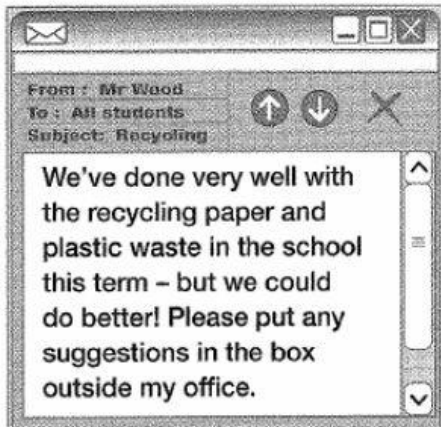 From : Mr Wood
To : All students
Subject: Recycling
We've done very well with
the recycling paper and
plastic waste in the school
this term – but we could
do better! Please put any
suggestions in the box
outside my office.